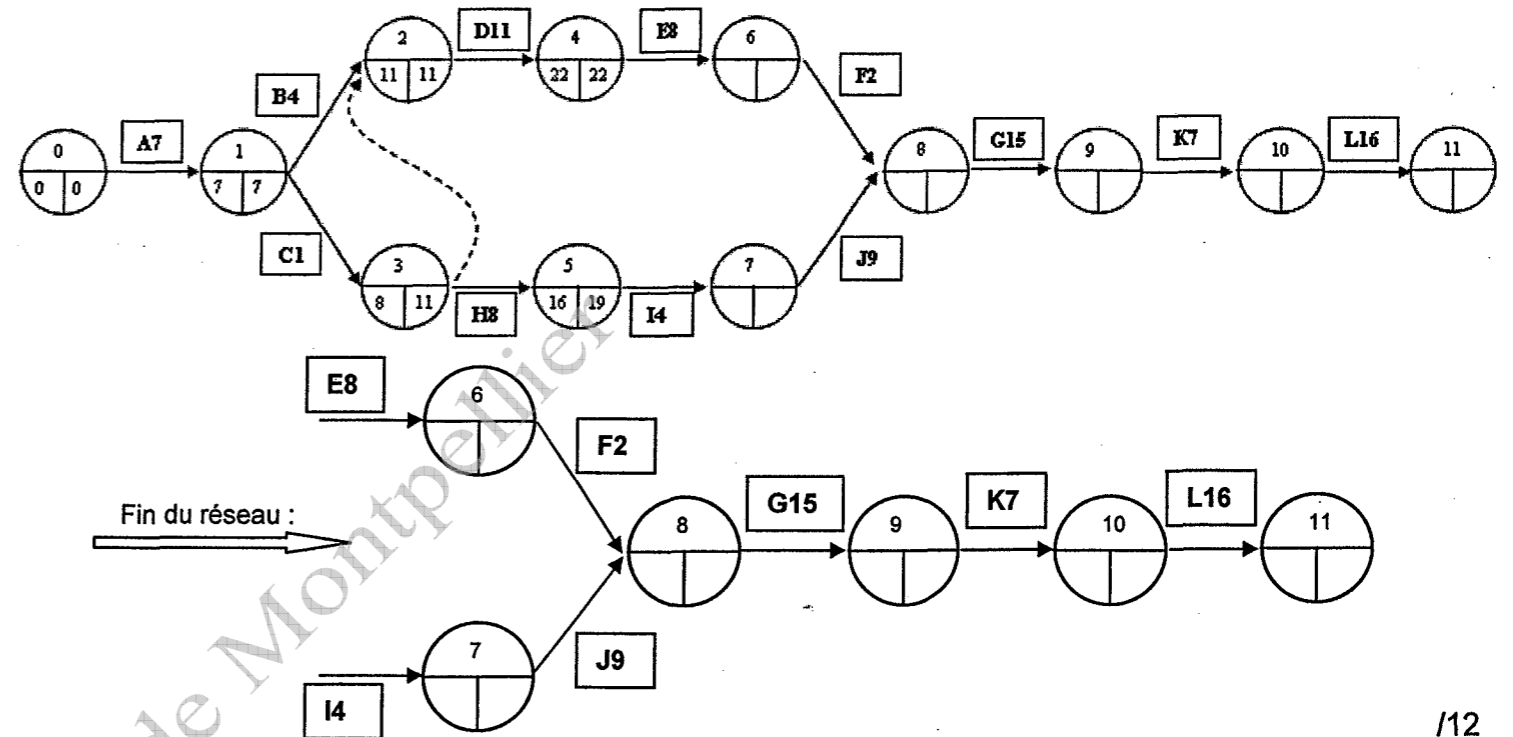 D11
E8
2
4
6
11 11
22 22
B4
F2
A7
G15
K7
L16
0
1
8
9
10
11
0 0
7 7
C1
J9
3
5
7
8 11
16 19
H8
I4
E8
6
F2
Fin du réseau :
G15
K7
L16
8
9
10
11
7
J9
I4
/12
de Montpellier